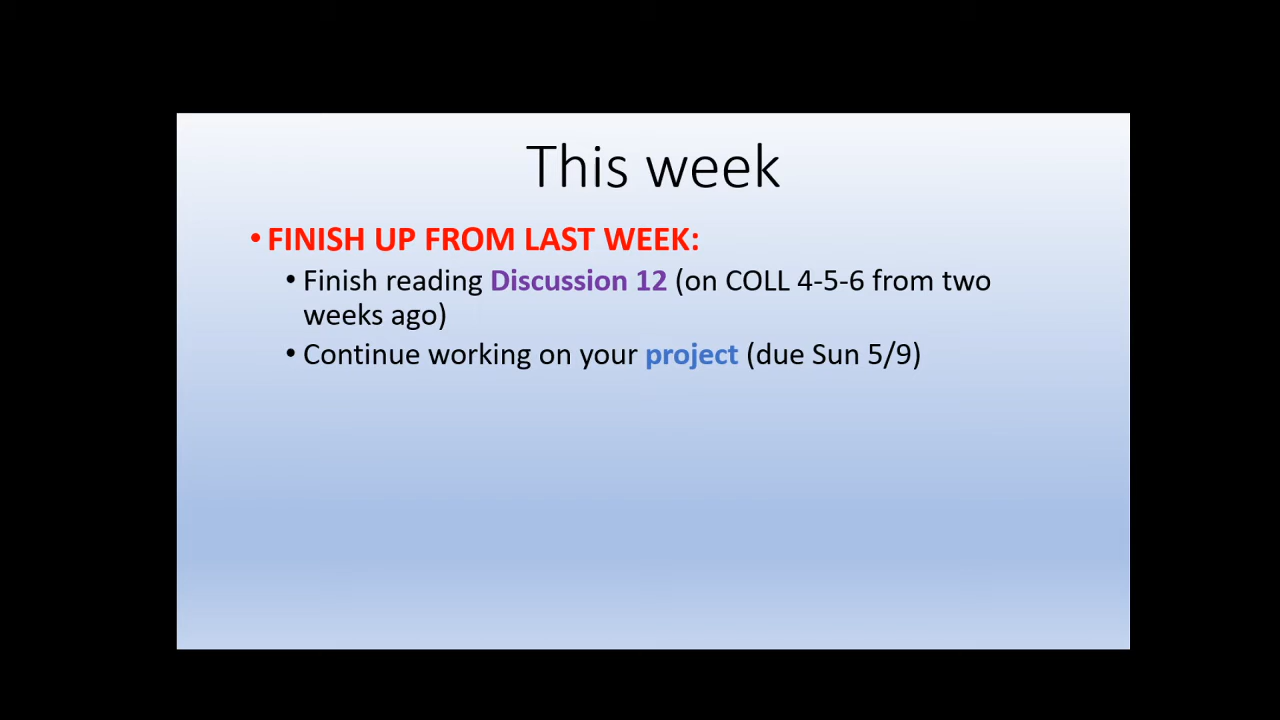 This week
• FINISH UP FROM LAST WEEK:
• Finish reading Discussion 12 (on COLL 4-5-6 from two
weeks ago)
• Continue working on your project (due Sun 5/9)